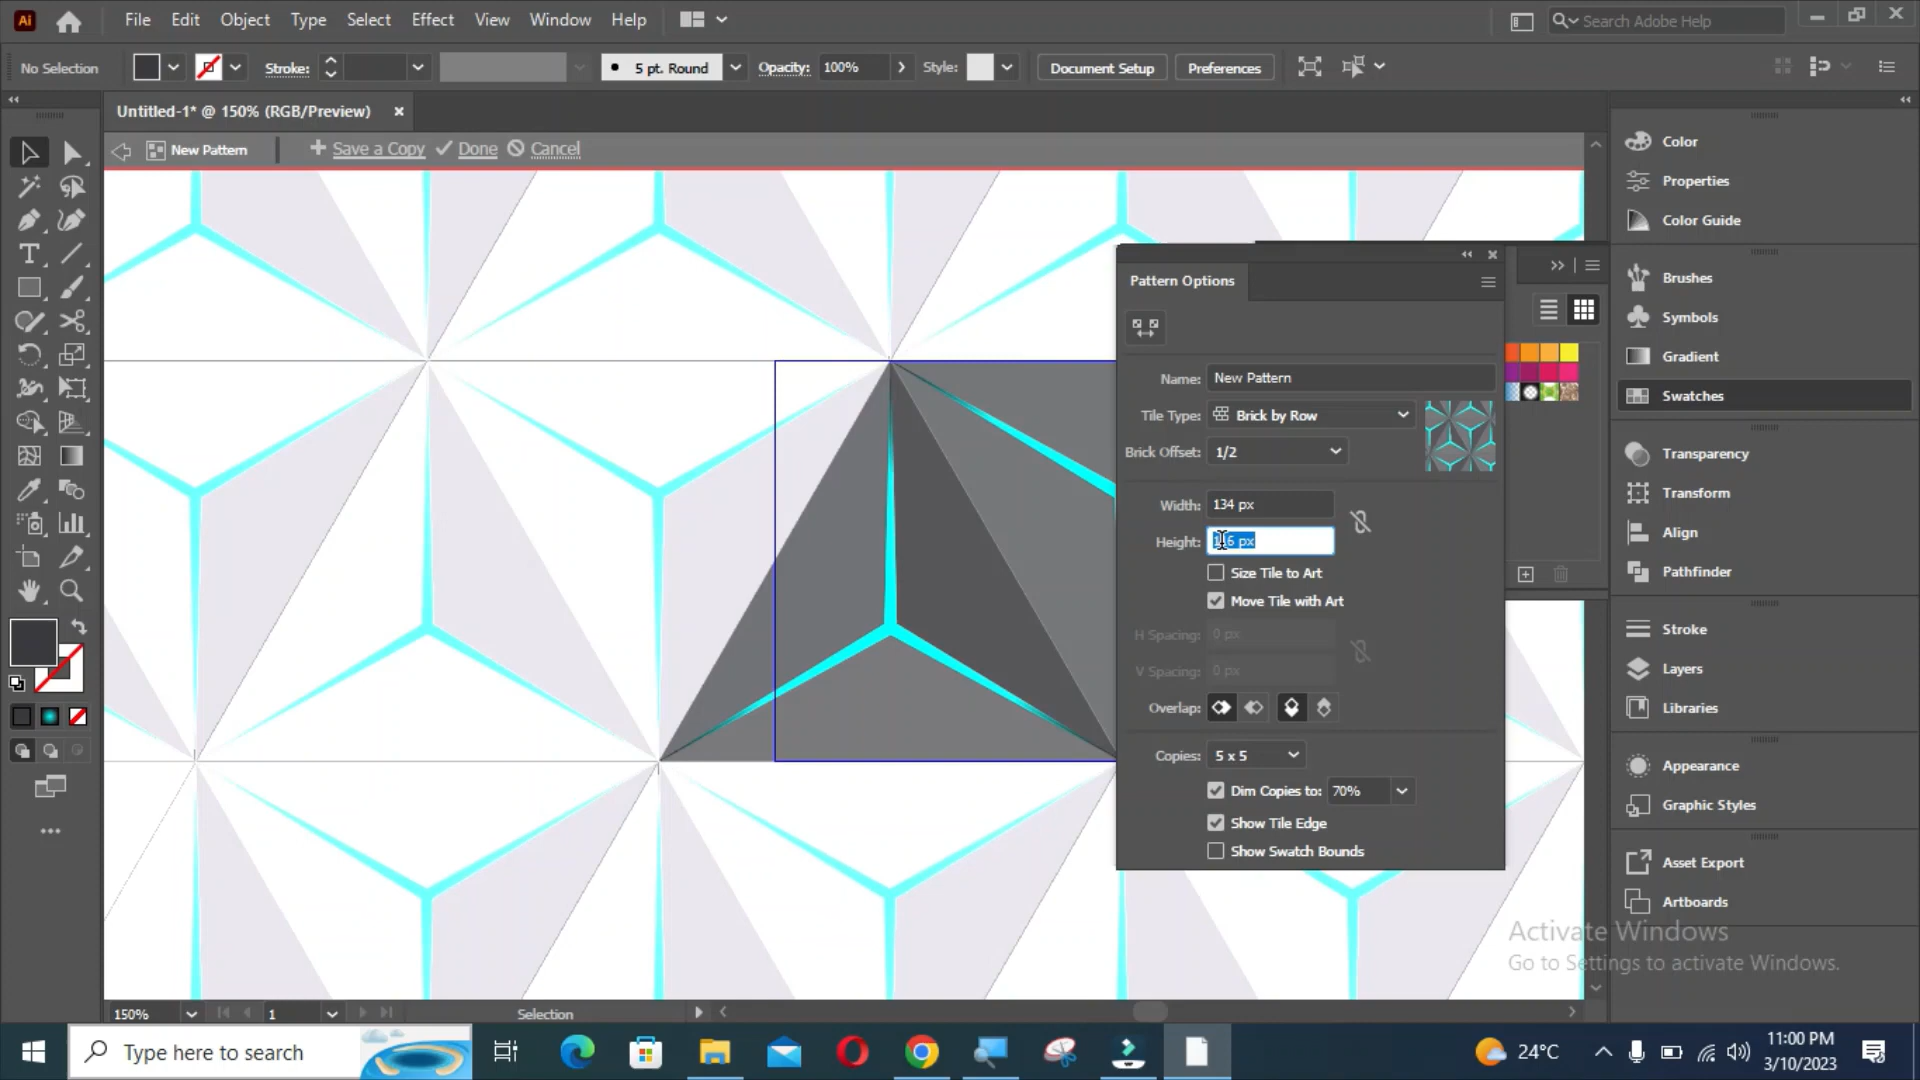 Ai File Edit Object Type Select Effect View Window Help Search Adobe Help
No Selection Stroke: 5 pt. Round Opacity: 100% Style: Document Setup Preferences
Untitled-1* @ 150% (RGB/Preview)
New Pattern Save a Copy Done Cancel
Color
Properties
Color Guide
Brushes
Symbols
Gradient
Swatches
Transparency
Transform
Align
Pathfinder
Stroke
Layers
Libraries
Appearance
Graphic Styles
Asset Export
Artboards
Pattern Options
Name: New Pattern
Tile Type: Brick by Row
Brick Offset: 1/2
Width: 134 px
Height: px
Size Tile to Art
Move Tile with Art
H Spacing: 0 px
V Spacing: 0 px
Overlap:
Copies: 5 x 5
Dim Copies to: 70%
Show Tile Edge
Show Swatch Bounds
Activate Windows
Go to Settings to activate Windows.
150% 1 Selection
Type here to search 24°C 11:00 PM
3/10/2023